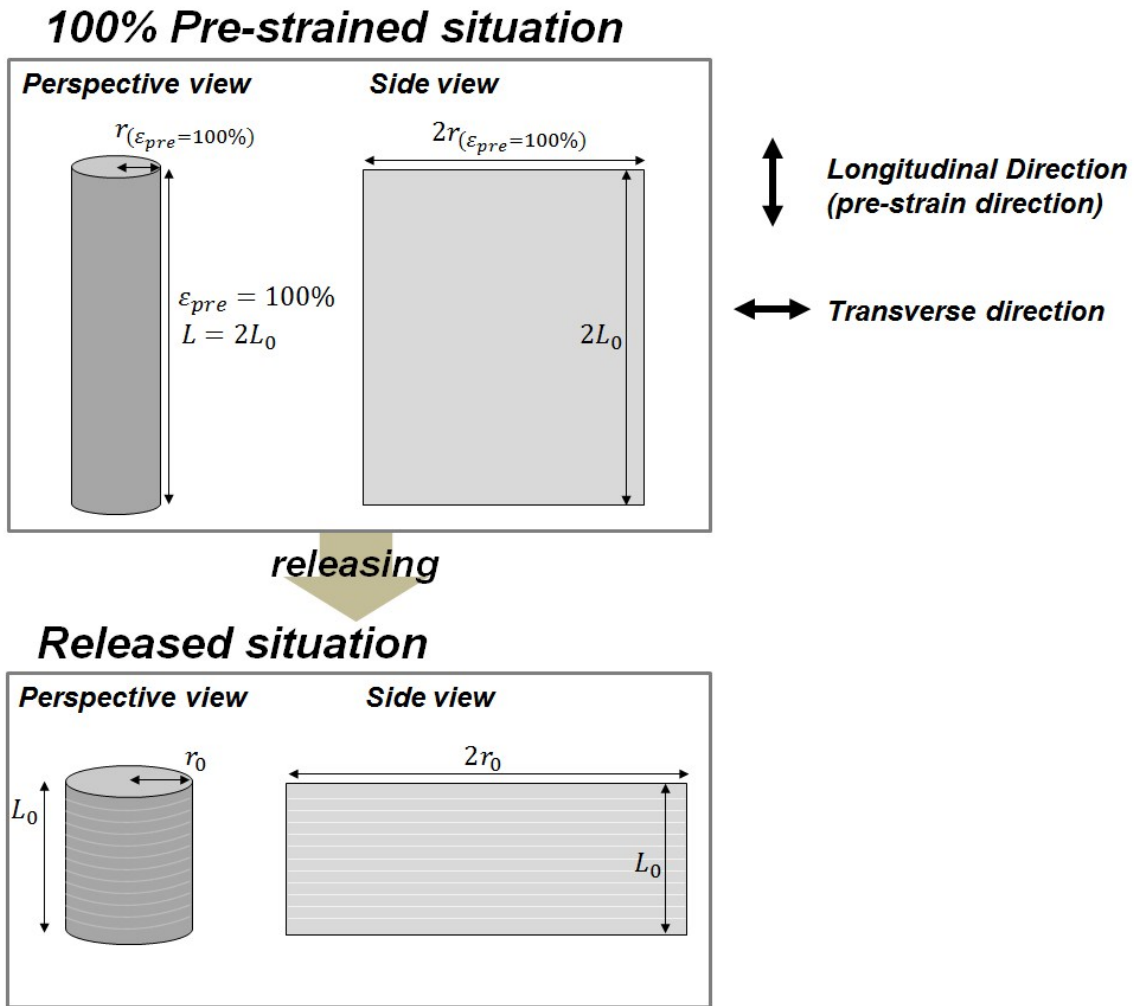 100% Pre-strained situation
Perspective view
Side view
r(εpre=100%)
2r(εpre=100%)
εpre = 100%
L = 2L0
2L0
Longitudinal Direction
(pre-strain direction)
Transverse direction
releasing
Released situation
Perspective view
Side view
r0
2r0
L0
L0